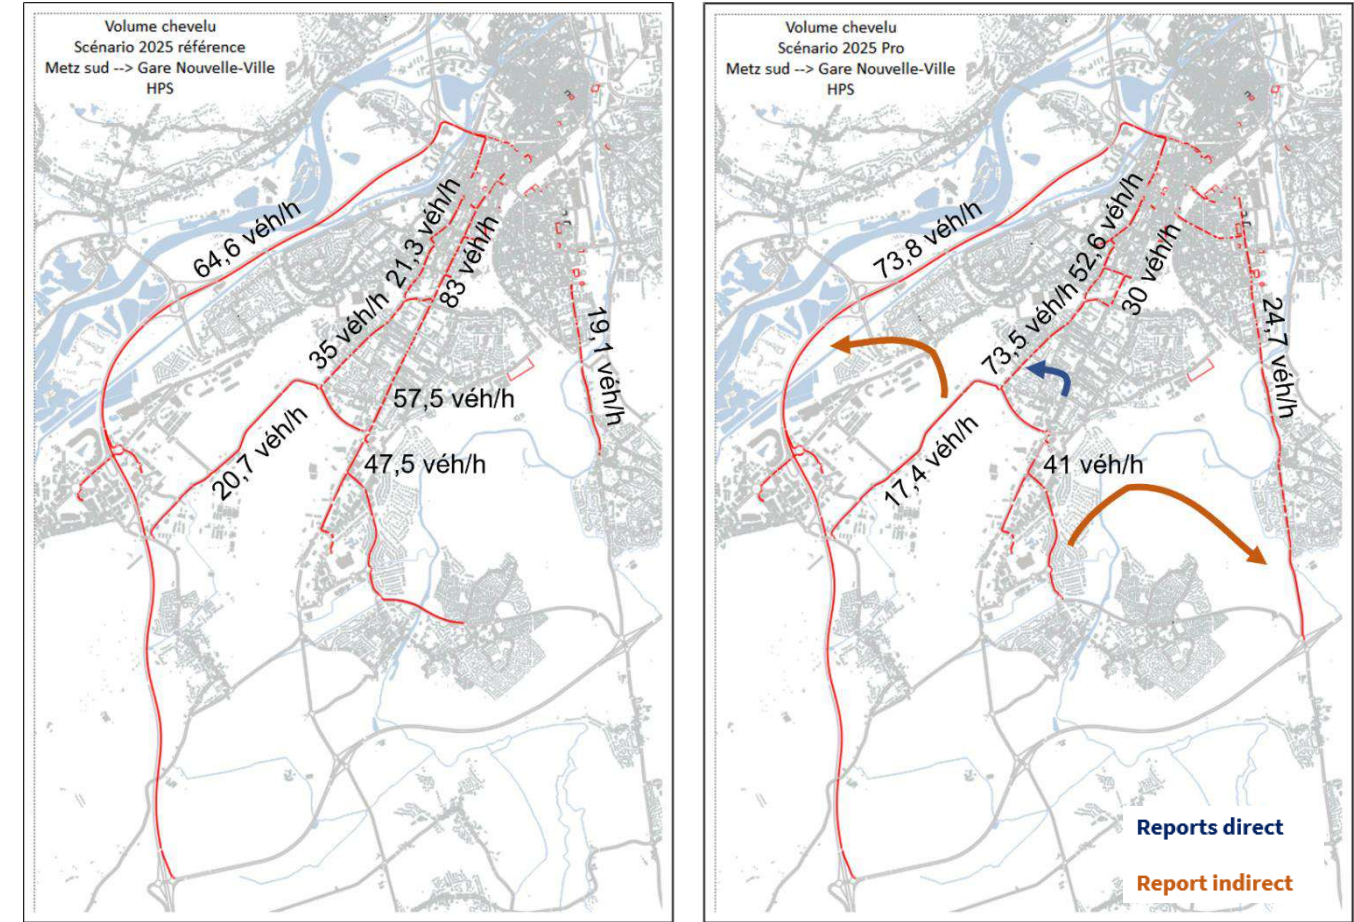 Volume chevelu
Scénario 2025 référence
Metz sud --> Gare Nouvelle-Ville
HPS
64,6 véh/h
21,3 véh/h
83 véh/h
35 véh/h
19,1 véh/h
57,5 véh/h
20,7 véh/h
47,5 véh/h
Volume chevelu
Scénario 2025 Pro
Metz sud --> Gare Nouvelle-Ville
HPS
73,8 véh/h
52,6 véh/h
30 véh/h
73,5 véh/h
24,7 véh/h
17,4 véh/h
41 véh/h
Reports direct
Report indirect